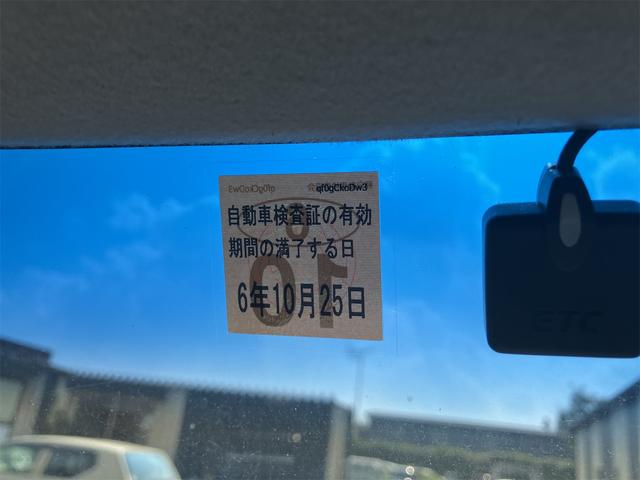 qf0gCkoDw3
自動車検査証の有効
期間の満了する日
6年10月25日
ETC